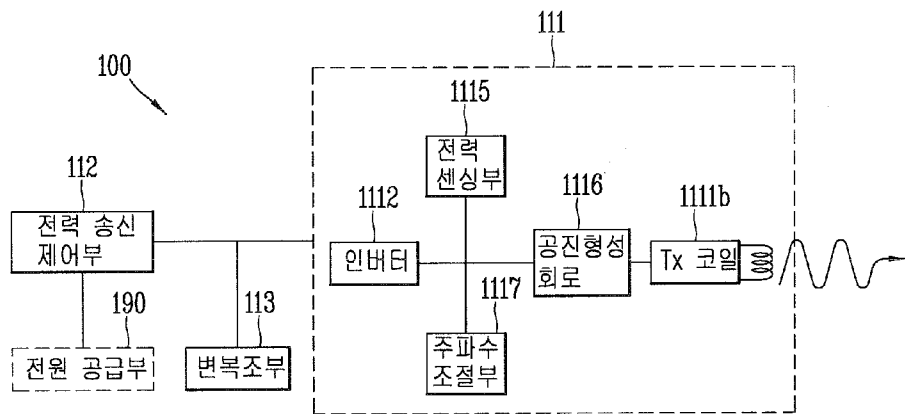 111
100
1115
전력
센싱부
112
전력 송신
제어부
1112
인버터
1116
공진형성
회로
1111b
Tx 코일
1117
주파수
조절부
190
전원 공급부
113
변복조부